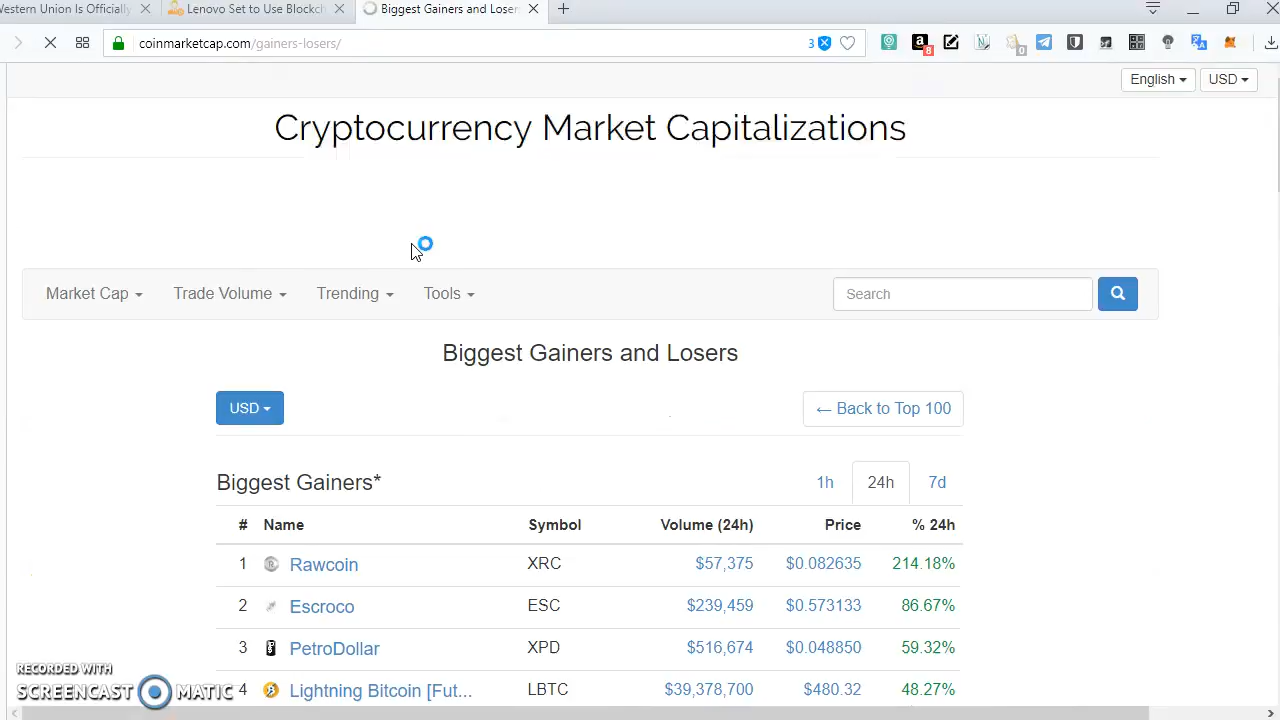 Western Union Is Officially
Lenovo Set to Use Blockch
Biggest Gainers and Loser
coinmarketcap.com/gainers-losers/
3
8
0
English
USD
Cryptocurrency Market Capitalizations
Market Cap
Trade Volume
Trending
Tools
Search
Biggest Gainers and Losers
USD
← Back to Top 100
Biggest Gainers*
1h
24h
7d
# Name Symbol Volume (24h) Price % 24h
1 Rawcoin XRC $57,375 $0.082635 214.18%
2 Escroco ESC $239,459 $0.573133 86.67%
3 PetroDollar XPD $516,674 $0.048850 59.32%
4 Lightning Bitcoin [Fut... LBTC $39,378,700 $480.32 48.27%
RECORDED WITH
SCREENCAST MATIC